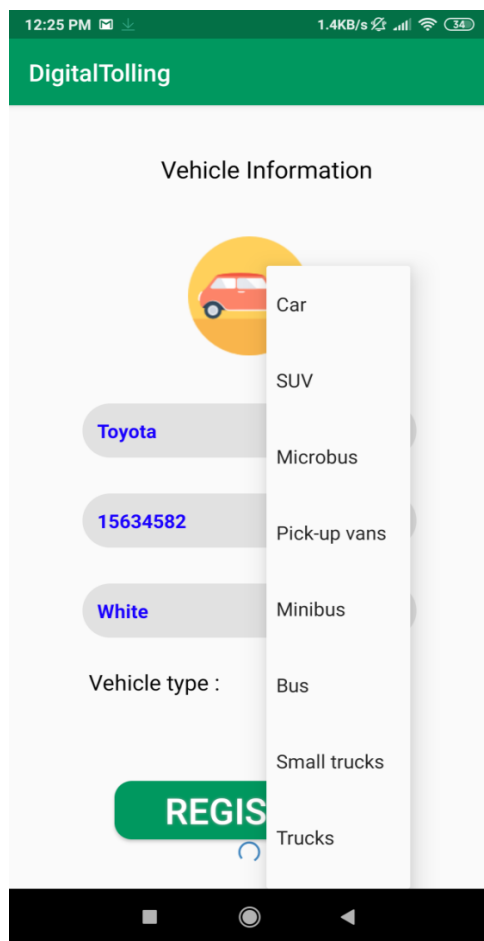 12:25 PM 1.4KB/s 34
DigitalTolling
Vehicle Information
Car
SUV
Toyota
Microbus
15634582
Pick-up vans
White
Minibus
Vehicle type :
Bus
Small trucks
REGIS
Trucks